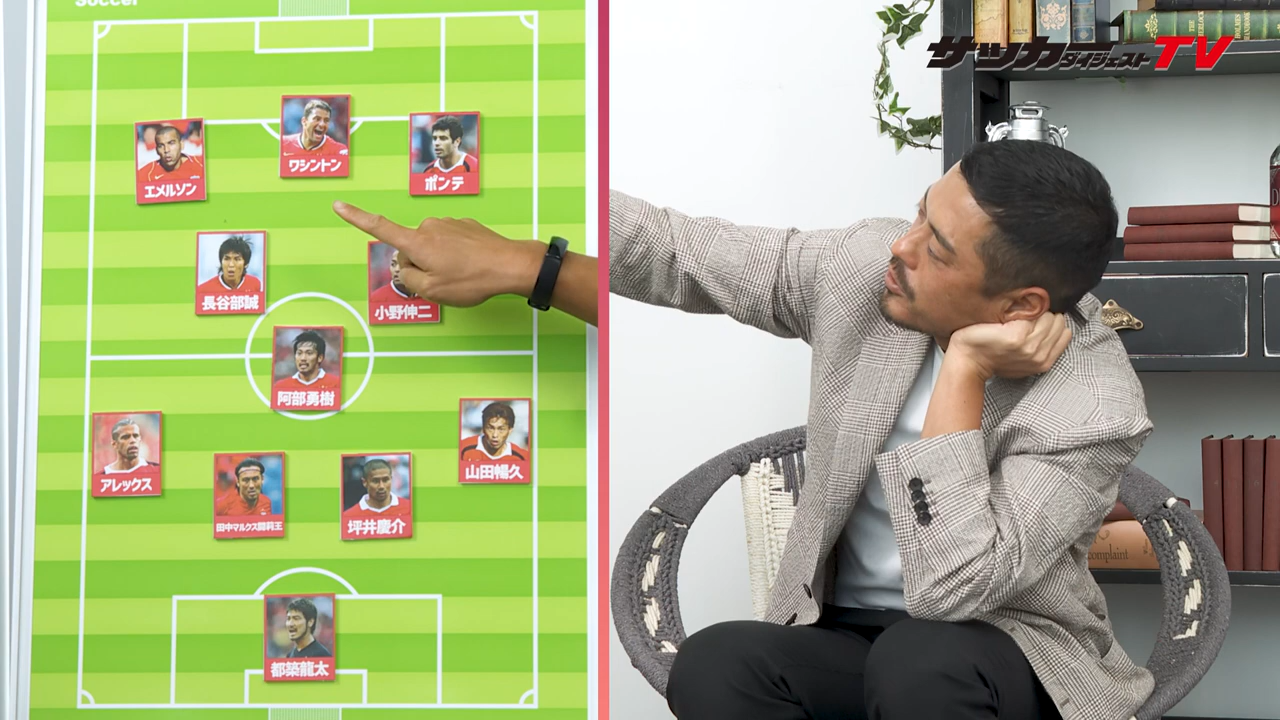 Soccer
サッカーダイジェストTV
エメルソン
ワシントン
ポンテ
長谷部誠
小野伸二
阿部勇樹
アレックス
山田暢久
田中マルクス闘莉王
坪井慶介
都築龍太
complaint